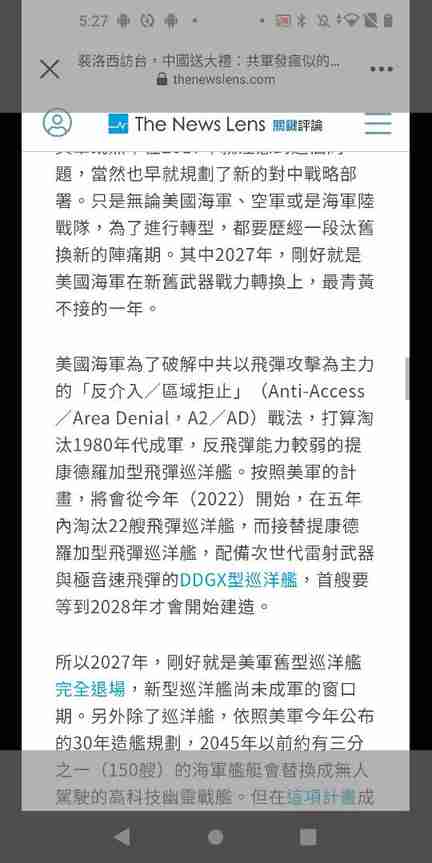 5:27
裴洛西訪台，中國送大禮：共軍發瘋似的...
thenewslens.com
The News Lens 關鍵評論
題，當然也早就規劃了新的對中戰略部
署。只是無論美國海軍、空軍或是海軍陸
戰隊，為了進行轉型，都要歷經一段汰舊
換新的陣痛期。其中2027年，剛好就是
美國海軍在新舊武器戰力轉換上，最青黃
不接的一年。
美國海軍為了破解中共以飛彈攻擊為主力
的「反介入／區域拒止」（Anti-Access
／Area Denial，A2／AD）戰法，打算淘
汰1980年代成軍，反飛彈能力較弱的提
康德羅加型飛彈巡洋艦。按照美軍的計
畫，將會從今年（2022）開始，在五年
內淘汰22艘飛彈巡洋艦，而接替提康德
羅加型飛彈巡洋艦，配備次世代雷射武器
與極音速飛彈的DDGX型巡洋艦，首艘要
等到2028年才會開始建造。
所以2027年，剛好就是美軍舊型巡洋艦
完全退場，新型巡洋艦尚未成軍的窗口
期。另外除了巡洋艦，依照美軍今年公布
的30年造艦規劃，2045年以前約有三分
之一（150艘）的海軍艦艇會替換成無人
駕駛的高科技幽靈戰艦。但在這項計畫成